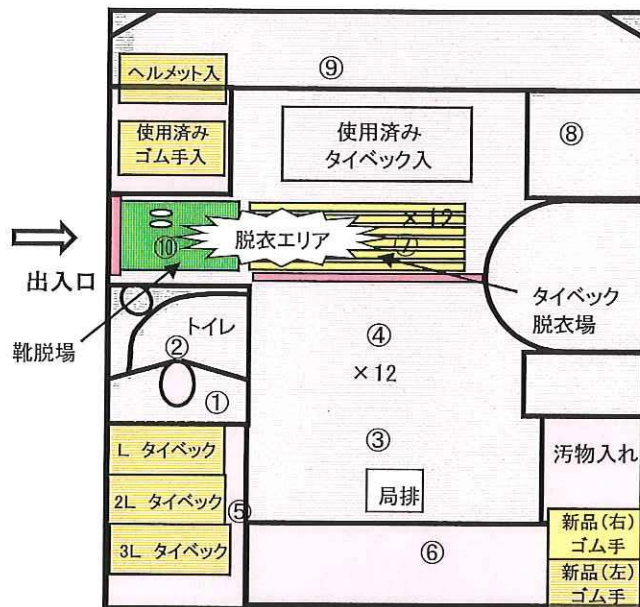 ⑨
ヘルメット入
使用済み
ゴム手入
使用済み
タイベック入
⑧
×12
⑩
脱衣エリア
⑦
出入口
靴脱場
タイベック
脱衣場
トイレ
②
①
④
×12
③
局排
L タイベック
2L タイベック
3L タイベック
⑤
⑥
汚物入れ
新品(右)
ゴム手
新品(左)
ゴム手